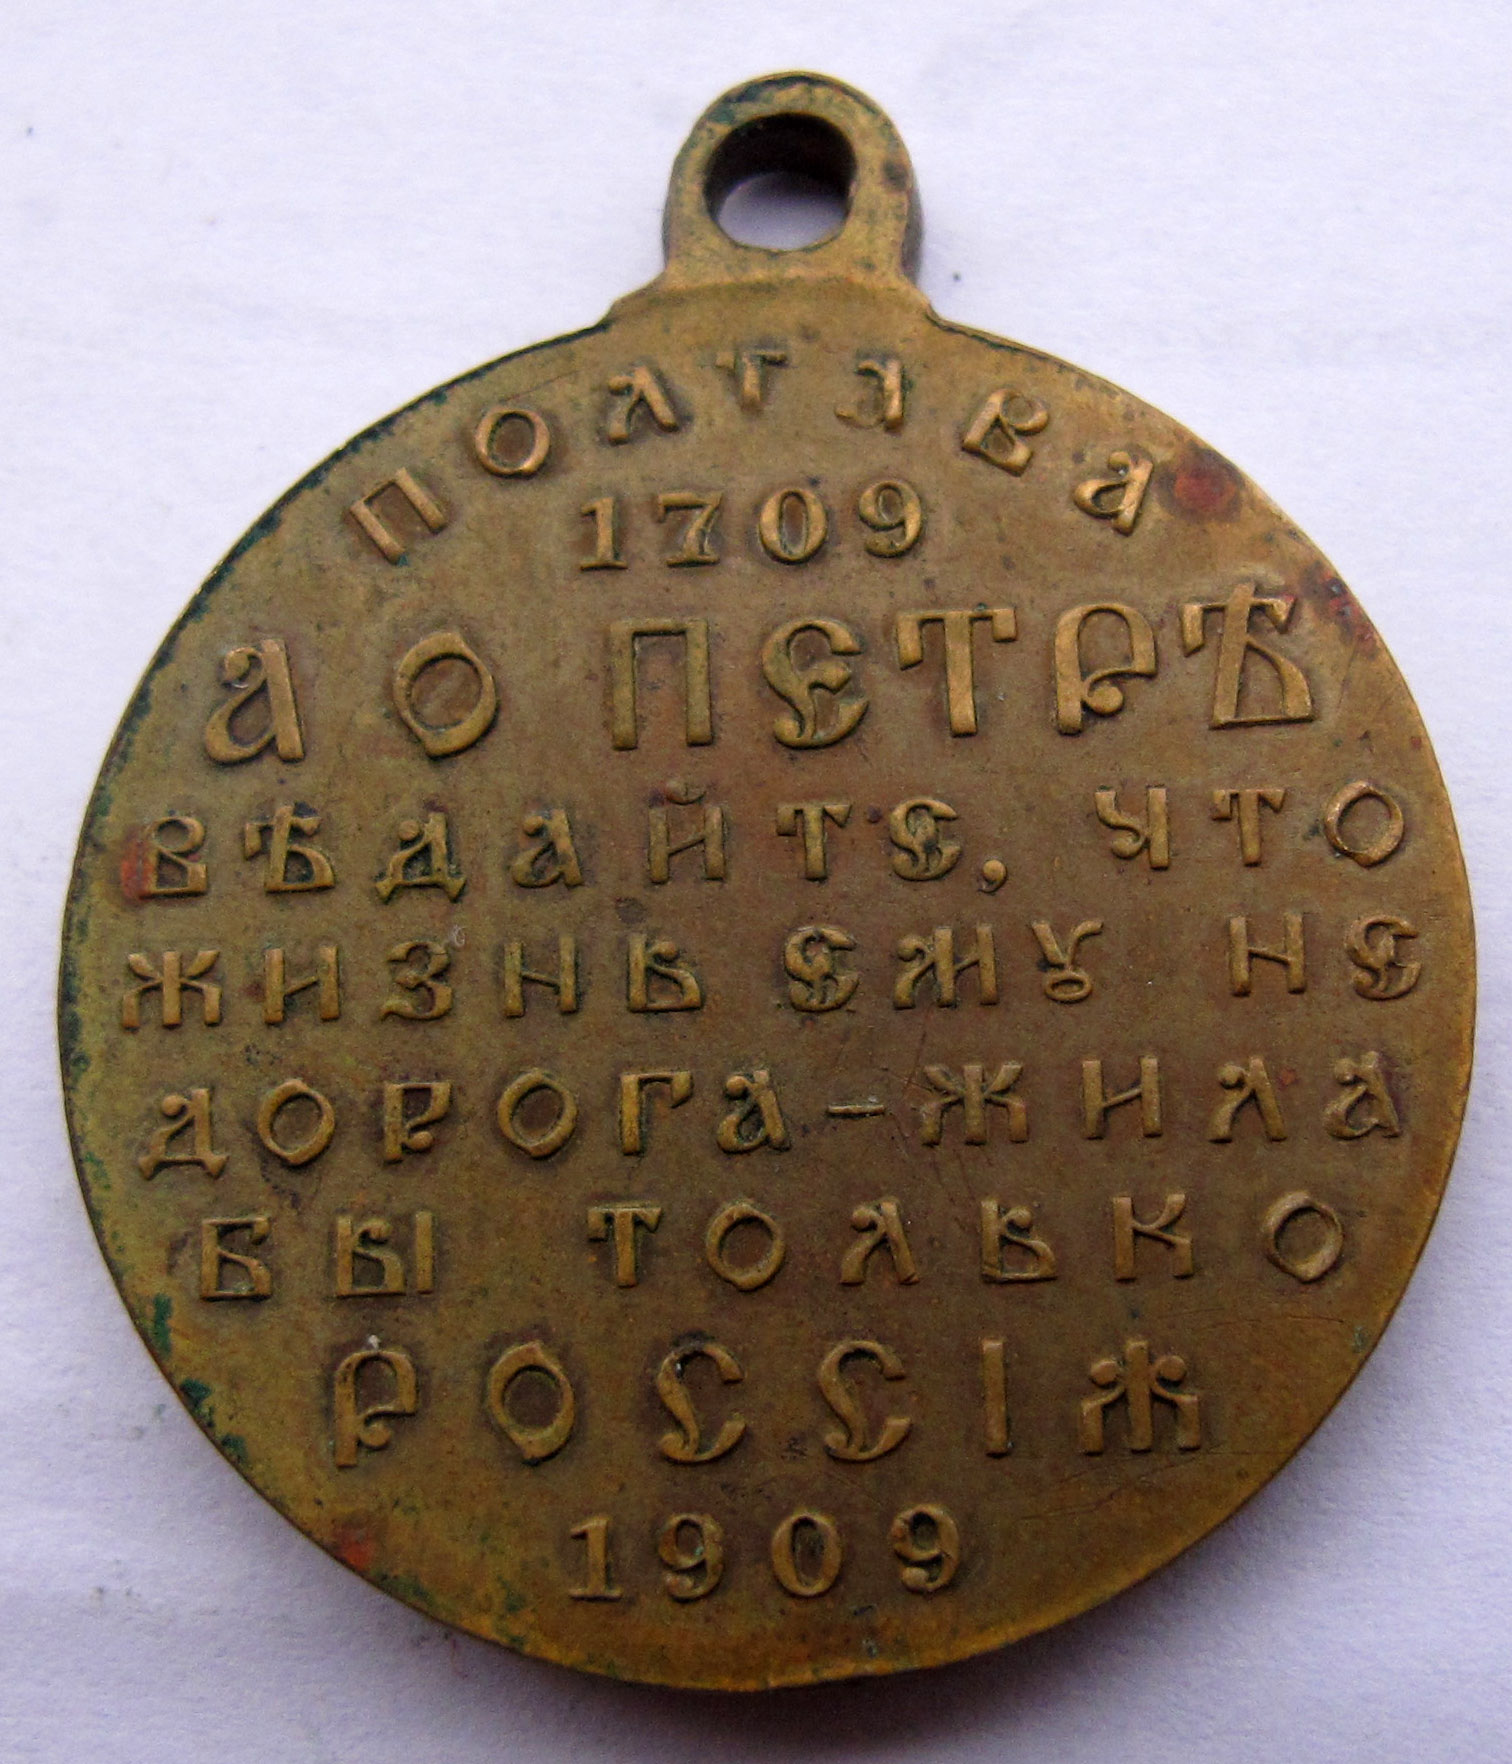 ПОЛТАВА
1709
А О ПЕТРѢ
ВѢДАЙТЕ, ЧТО
ЖИЗНЬ ЕМУ НЕ
ДОРОГА – ЖИЛА
БЫ ТОЛЬКО
РОССІЯ
1909